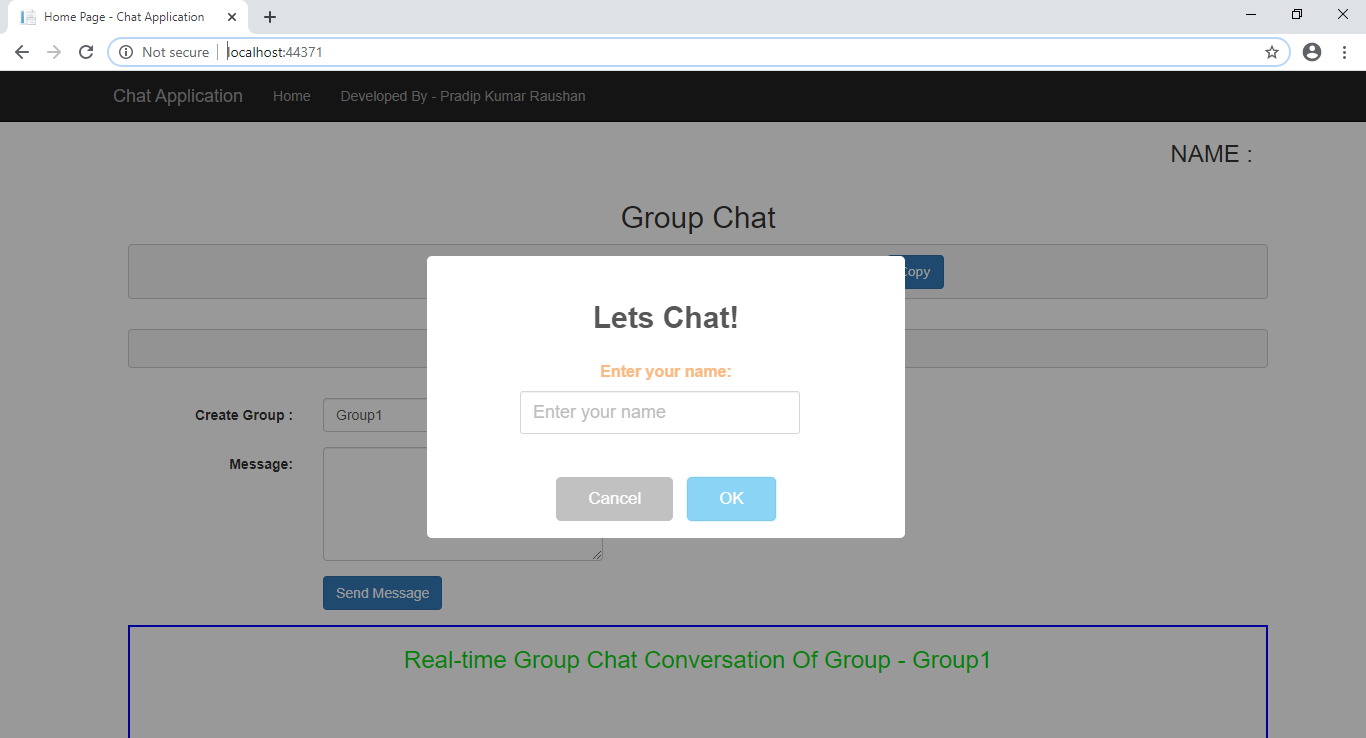 Home Page - Chat Application
Not secure localhost:44371
Chat Application Home Developed By - Pradip Kumar Raushan
NAME :
Group Chat
Copy
Lets Chat!
Enter your name:
Enter your name
Cancel OK
Create Group : Group1
Message:
Send Message
Real-time Group Chat Conversation Of Group - Group1